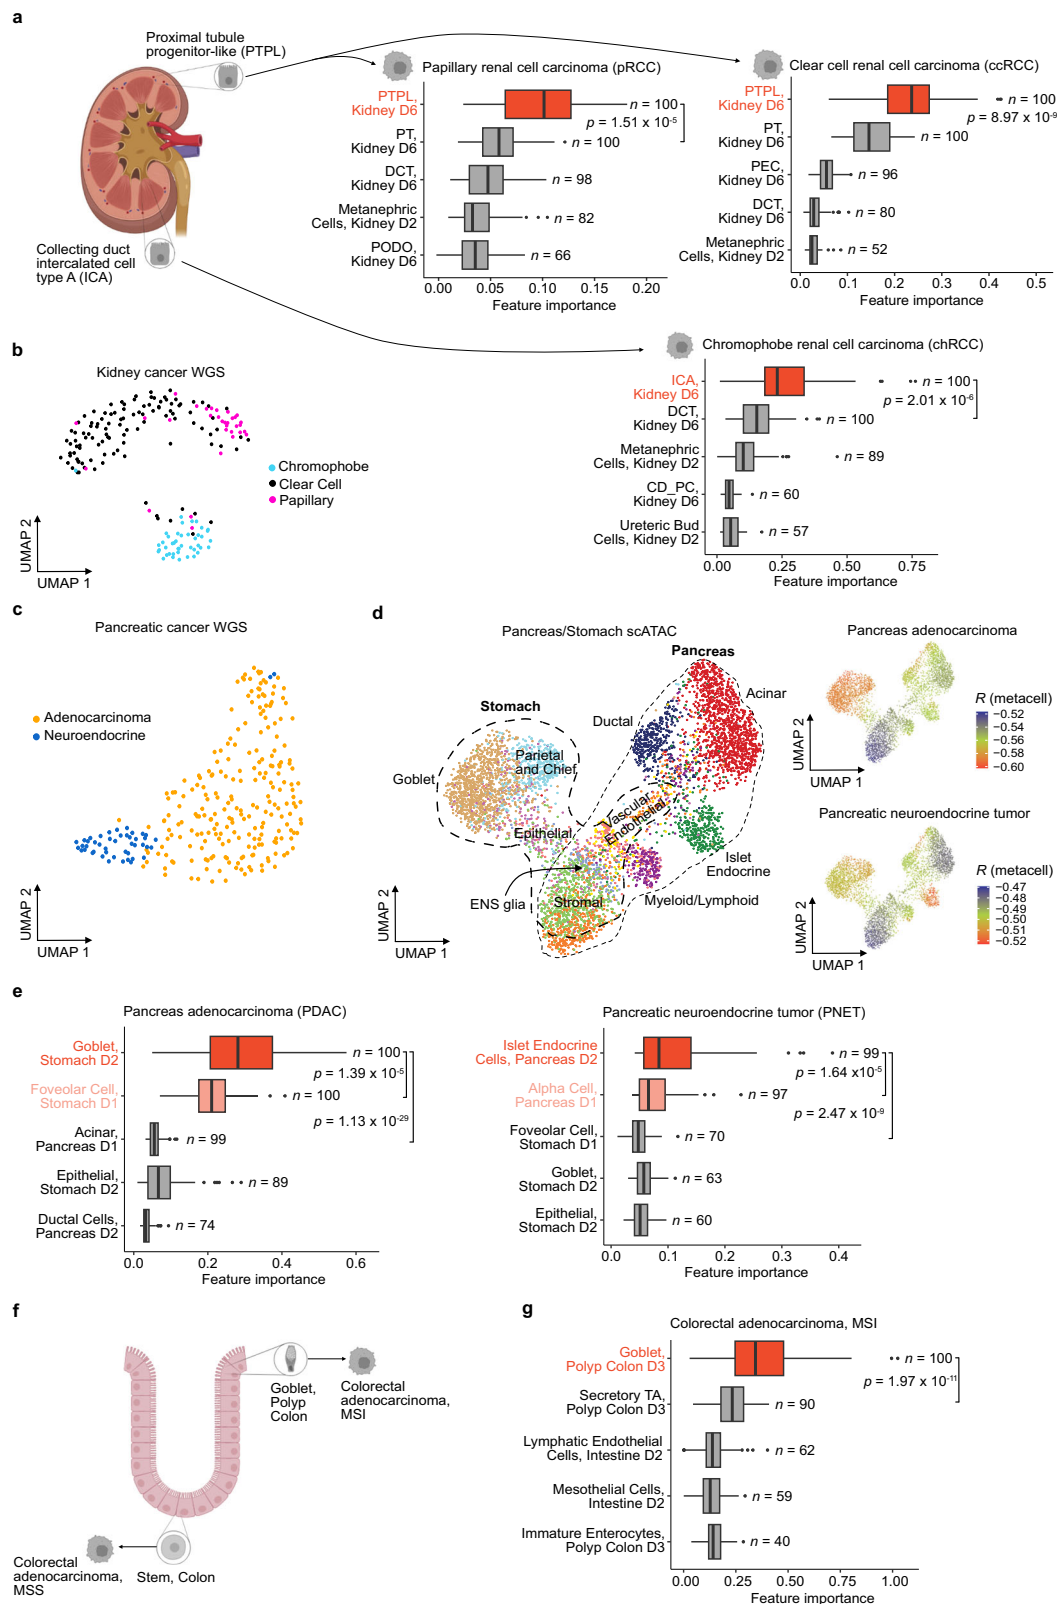 a
Proximal tubule
progenitor-like (PTPL)
Collecting duct
intercalated cell
type A (ICA)
Papillary renal cell carcinoma (pRCC)
PTPL,
Kidney D6
n = 100
p = 1.51 x 10-5
PT,
Kidney D6
n = 100
DCT,
Kidney D6
n = 98
Metanephric
Cells, Kidney D2
n = 82
PODO,
Kidney D6
n = 66
0.00 0.05 0.10 0.15 0.20
Feature importance
Clear cell renal cell carcinoma (ccRCC)
PTPL,
Kidney D6
n = 100
p = 8.97 x 10-9
PT,
Kidney D6
n = 100
PEC,
Kidney D6
n = 96
DCT,
Kidney D6
n = 80
Metanephric
Cells, Kidney D2
n = 52
0.0 0.1 0.2 0.3 0.4 0.5
Feature importance
Chromophobe renal cell carcinoma (chRCC)
ICA,
Kidney D6
n = 100
p = 2.01 x 10-6
DCT,
Kidney D6
n = 100
Metanephric
Cells, Kidney D2
n = 89
CD_PC,
Kidney D6
n = 60
Ureteric Bud
Cells, Kidney D2
n = 57
0.00 0.25 0.50 0.75
Feature importance
b
Kidney cancer WGS
Chromophobe
Clear Cell
Papillary
UMAP 2
UMAP 1
c
Pancreatic cancer WGS
Adenocarcinoma
Neuroendocrine
UMAP 2
UMAP 1
d
Pancreas/Stomach scATAC
Pancreas
Stomach
Acinar
Ductal
Parietal
and Chief
Goblet
Vascular
Endothelial
Epithelial
Islet
Endocrine
ENS glia
Stromal
Myeloid/Lymphoid
UMAP 2
UMAP 1
Pancreas adenocarcinoma
R (metacell)
−0.52
−0.54
−0.56
−0.58
−0.60
UMAP 2
UMAP 1
Pancreatic neuroendocrine tumor
R (metacell)
−0.47
−0.48
−0.49
−0.50
−0.51
−0.52
UMAP 2
UMAP 1
e
Pancreas adenocarcinoma (PDAC)
Goblet,
Stomach D2
n = 100
p = 1.39 x 10-5
Foveolar Cell,
Stomach D1
n = 100
p = 1.13 x 10-29
Acinar,
Pancreas D1
n = 99
Epithelial,
Stomach D2
n = 89
Ductal Cells,
Pancreas D2
n = 74
0.0 0.2 0.4 0.6
Feature importance
Pancreatic neuroendocrine tumor (PNET)
Islet Endocrine
Cells, Pancreas D2
n = 99
p = 1.64 x10-5
Alpha Cell,
Pancreas D1
n = 97
p = 2.47 x 10-9
Foveolar Cell,
Stomach D1
n = 70
Goblet,
Stomach D2
n = 63
Epithelial,
Stomach D2
n = 60
0.0 0.1 0.2 0.3 0.4
Feature importance
f
Goblet,
Polyp
Colon
Colorectal
adenocarcinoma,
MSI
Colorectal
adenocarcinoma,
MSS
Stem, Colon
g
Colorectal adenocarcinoma, MSI
Goblet,
Polyp Colon D3
n = 100
p = 1.97 x 10-11
Secretory TA,
Polyp Colon D3
n = 90
Lymphatic Endothelial
Cells, Intestine D2
n = 62
Mesothelial Cells,
Intestine D2
n = 59
Immature Enterocytes,
Polyp Colon D3
n = 40
0.00 0.25 0.50 0.75 1.00
Feature importance